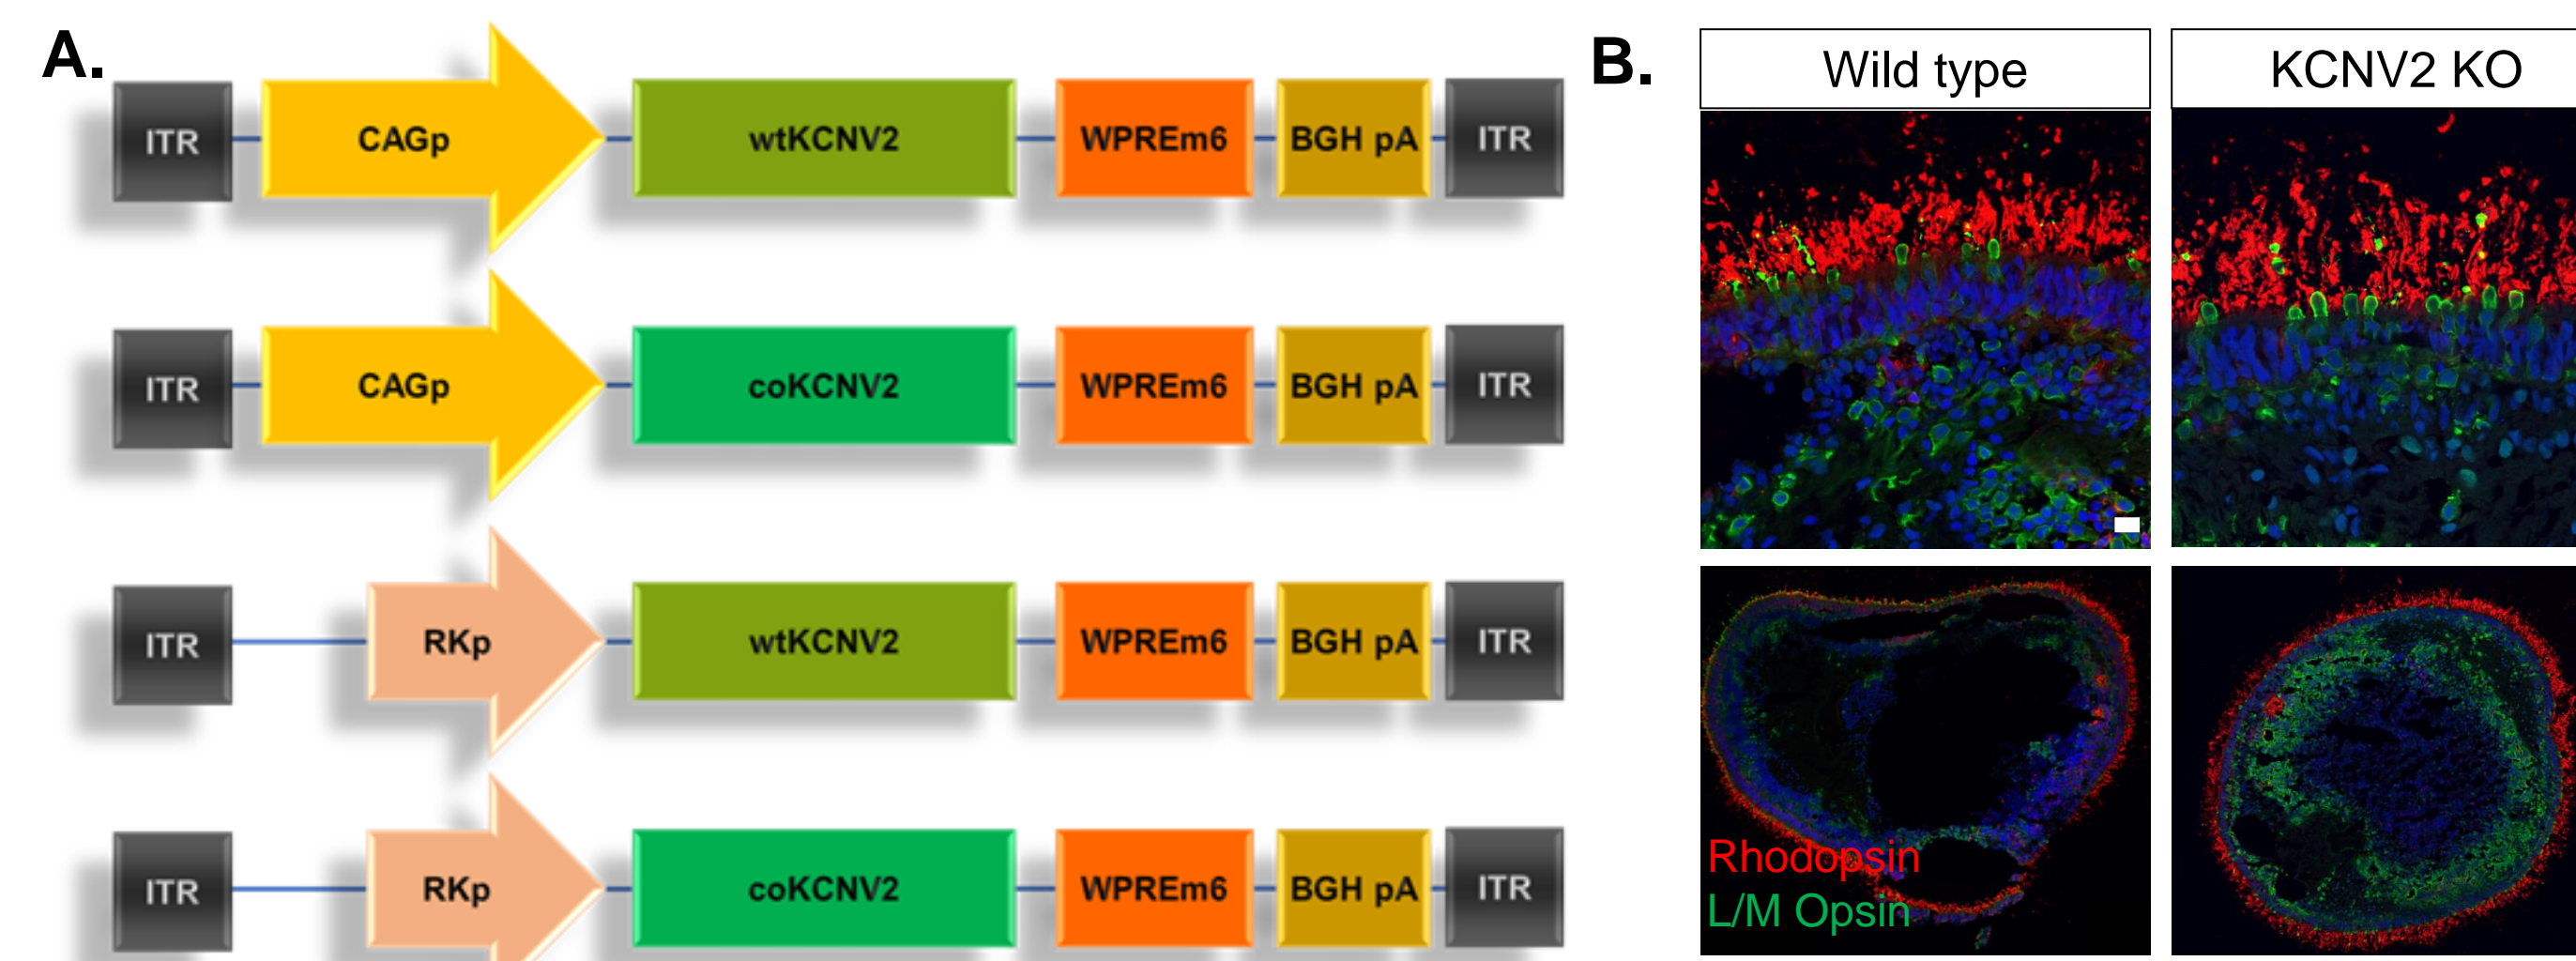 A.
ITR CAGp wtKCNV2 WPREm6 BGH pA ITR
ITR CAGp coKCNV2 WPREm6 BGH pA ITR
ITR RKp wtKCNV2 WPREm6 BGH pA ITR
ITR RKp coKCNV2 WPREm6 BGH pA ITR
B.
Wild type
KCNV2 KO
Rhodopsin
L/M Opsin